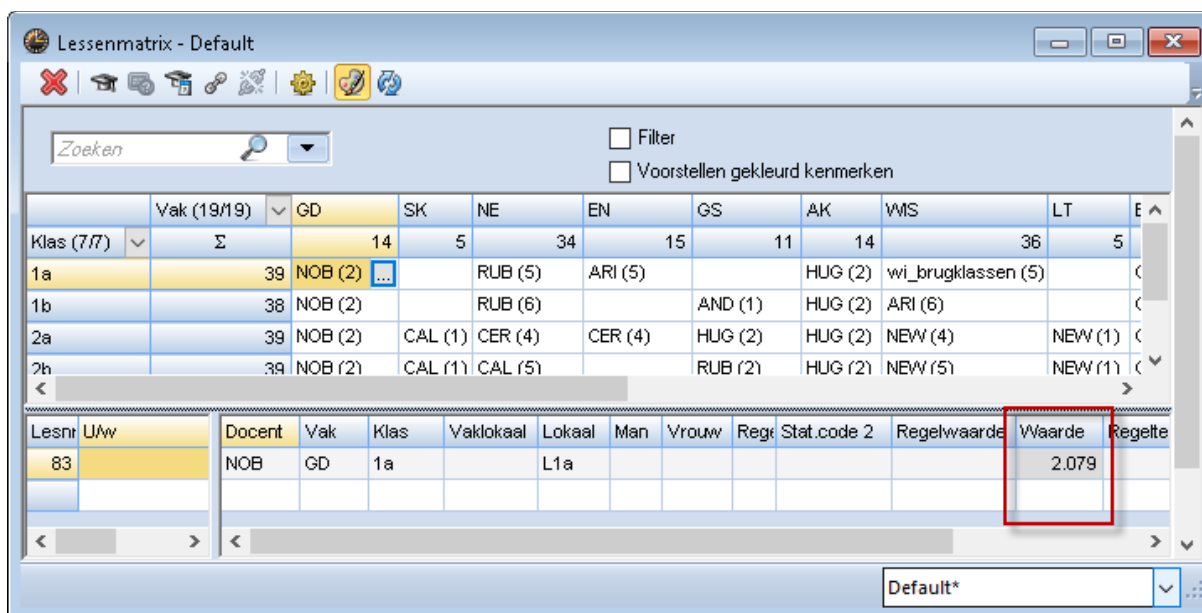 Lessenmatrix - Default
Zoeken
Filter
Voorstellen gekleurd kenmerken
Vak (19/19) GD SK NE EN GS AK WIS LT
Klas (7/7) Σ 14 5 34 15 11 14 36 5
1a 39 NOB (2) ... RUB (5) ARI (5) HUG (2) wi_brugklassen (5)
1b 38 NOB (2) RUB (6) AND (1) HUG (2) ARI (6)
2a 39 NOB (2) CAL (1) CER (4) CER (4) HUG (2) HUG (2) NEW (4) NEW (1)
2b 39 NOB (2) CAL (1) CAL (5) RUB (2) HUG (2) NEW (5) NEW (1)
Lesnr U/w Docent Vak Klas Vaklokaal Lokaal Man Vrouw Rege Stat.code 2 Regelwaarde Waarde Regelte
83 NOB GD 1a L1a 2.079
Default*